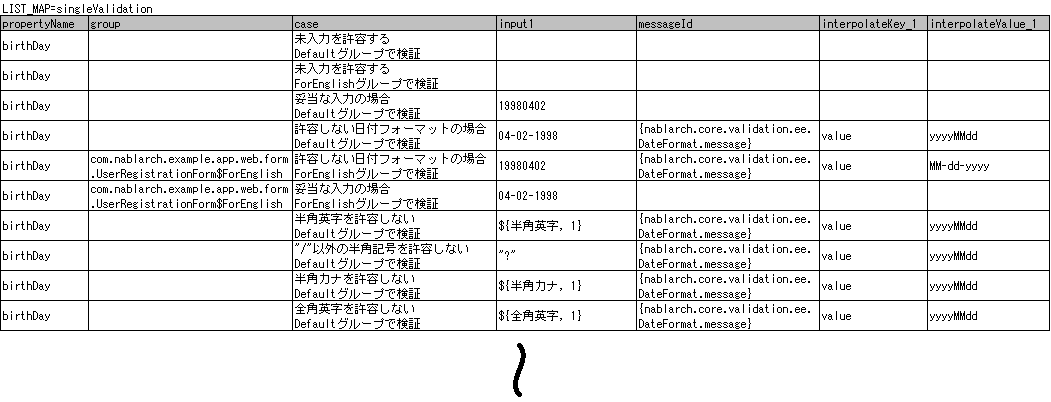 LIST_MAP=singleValidation
propertyName group case input1 messageId interpolateKey_1 interpolateValue_1
birthDay 未入力を許容する
Defaultグループで検証
birthDay 未入力を許容する
ForEnglishグループで検証
birthDay 妥当な入力の場合 19980402
Defaultグループで検証
birthDay 許容しない日付フォーマットの場合 04-02-1998 {nablarch.core.validation.ee. value yyyyMMdd
Defaultグループで検証 DateFormat.message}
birthDay com.nablarch.example.app.web.form 許容しない日付フォーマットの場合 19980402 {nablarch.core.validation.ee. value MM-dd-yyyy
.UserRegistrationForm$ForEnglish ForEnglishグループで検証 DateFormat.message}
birthDay com.nablarch.example.app.web.form 妥当な入力の場合 04-02-1998
.UserRegistrationForm$ForEnglish ForEnglishグループで検証
birthDay 半角英字を許容しない ${半角英字, 1} {nablarch.core.validation.ee. value yyyyMMdd
Defaultグループで検証 DateFormat.message}
birthDay "/"以外の半角記号を許容しない "?" {nablarch.core.validation.ee. value yyyyMMdd
Defaultグループで検証 DateFormat.message}
birthDay 半角カナを許容しない ${半角カナ, 1} {nablarch.core.validation.ee. value yyyyMMdd
Defaultグループで検証 DateFormat.message}
birthDay 全角英字を許容しない ${全角英字, 1} {nablarch.core.validation.ee. value yyyyMMdd
Defaultグループで検証 DateFormat.message}